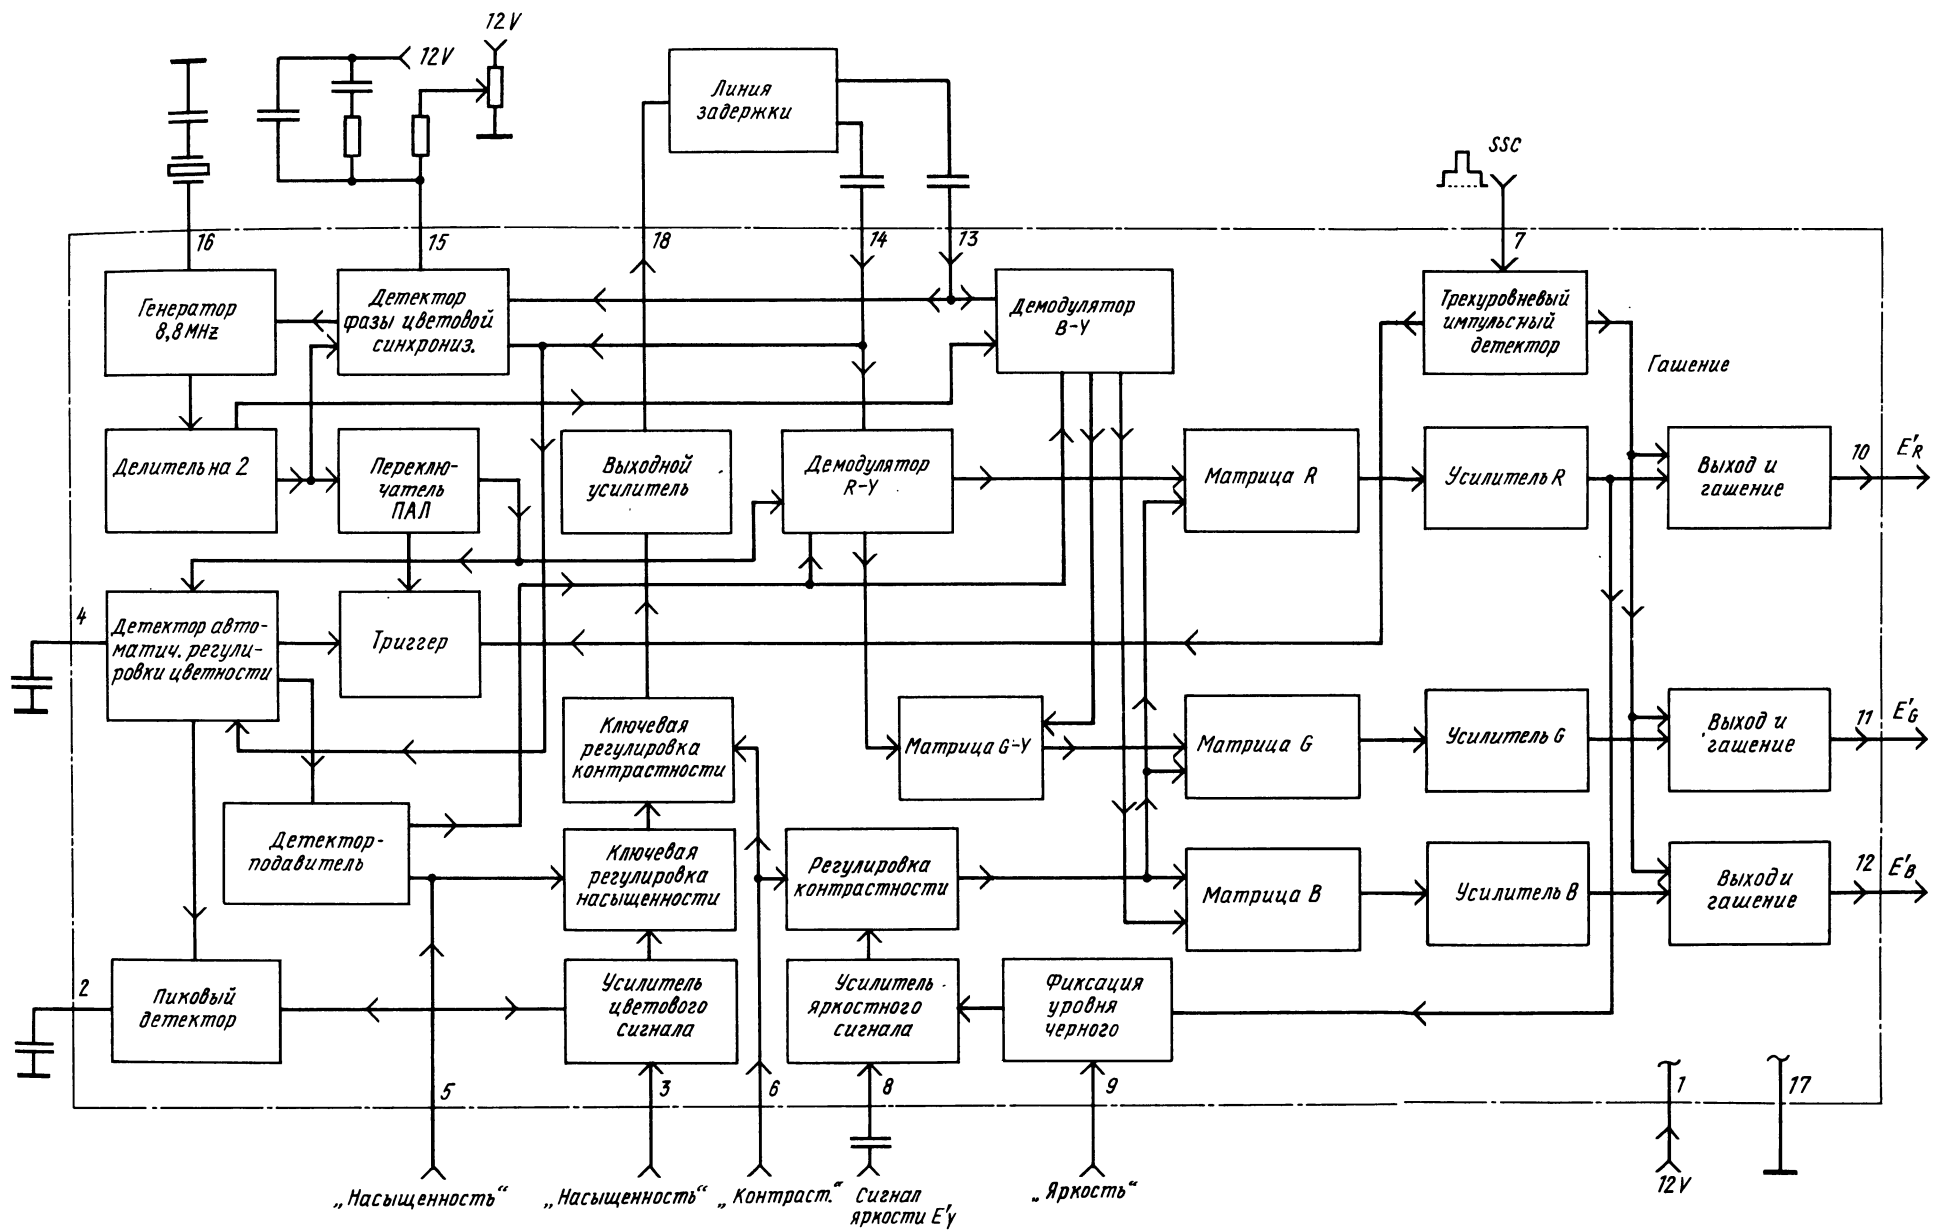 12V
12V
Линия
задержки
SSC
16
15
18
14
13
7
Генератор
8,8 MHz
Детектор
фазы цветовой
синхрониз.
Демодулятор
B-Y
Трехуровневый
импульсный
детектор
Гашение
Делитель на 2
Переклю-
чатель
ПАЛ
Выходной
усилитель
Демодулятор
R-Y
Матрица R
Усилитель R
Выход и
гашение
10
E'R
4
Детектор авто-
матич. регули-
ровки цветности
Триггер
Ключевая
регулировка
контрастности
Матрица G-Y
Матрица G
Усилитель G
Выход и
гашение
11
E'G
Детектор-
подавитель
Ключевая
регулировка
насыщенности
Регулировка
контрастности
Матрица B
Усилитель B
Выход и
гашение
12
E'B
2
Пиковый
детектор
Усилитель
цветового
сигнала
Усилитель
яркостного
сигнала
Фиксация
уровня
черного
5
3
6
8
9
1
17
„Насыщенность“
„Насыщенность“
„Контраст.“
Сигнал
яркости E'y
„Яркость“
12V